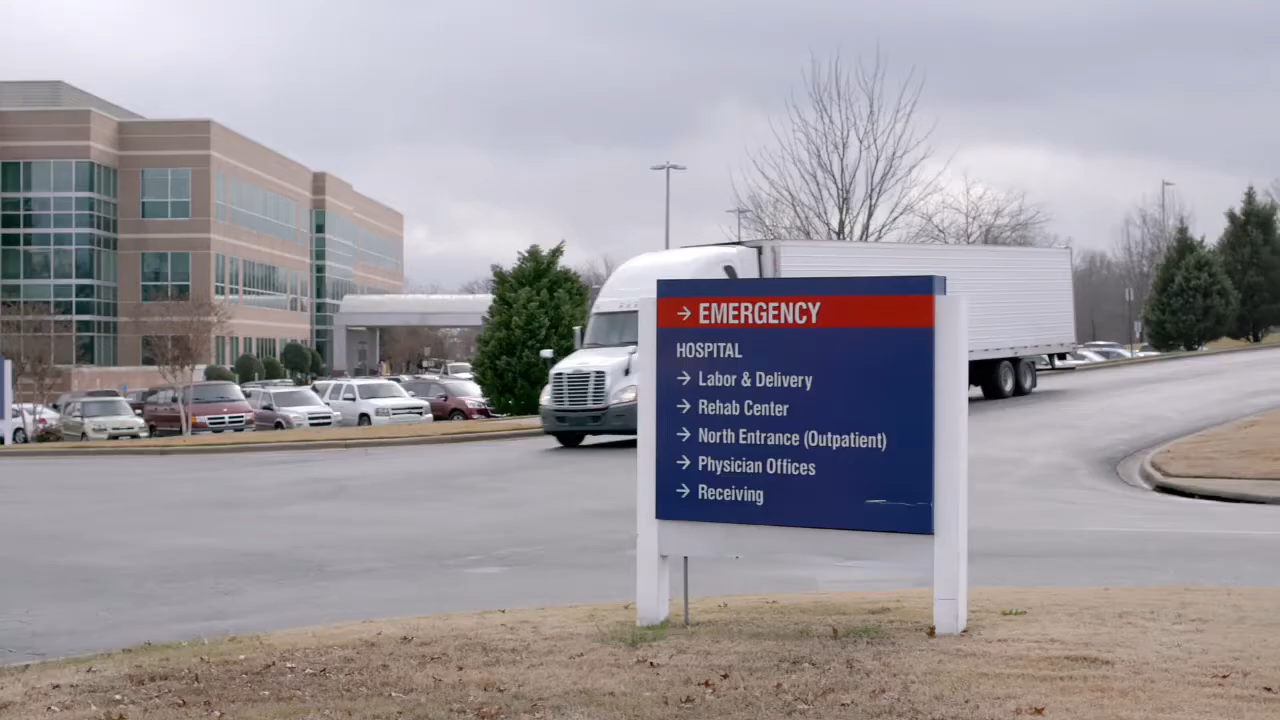 → EMERGENCY
HOSPITAL
→ Labor & Delivery
→ Rehab Center
→ North Entrance (Outpatient)
→ Physician Offices
→ Receiving